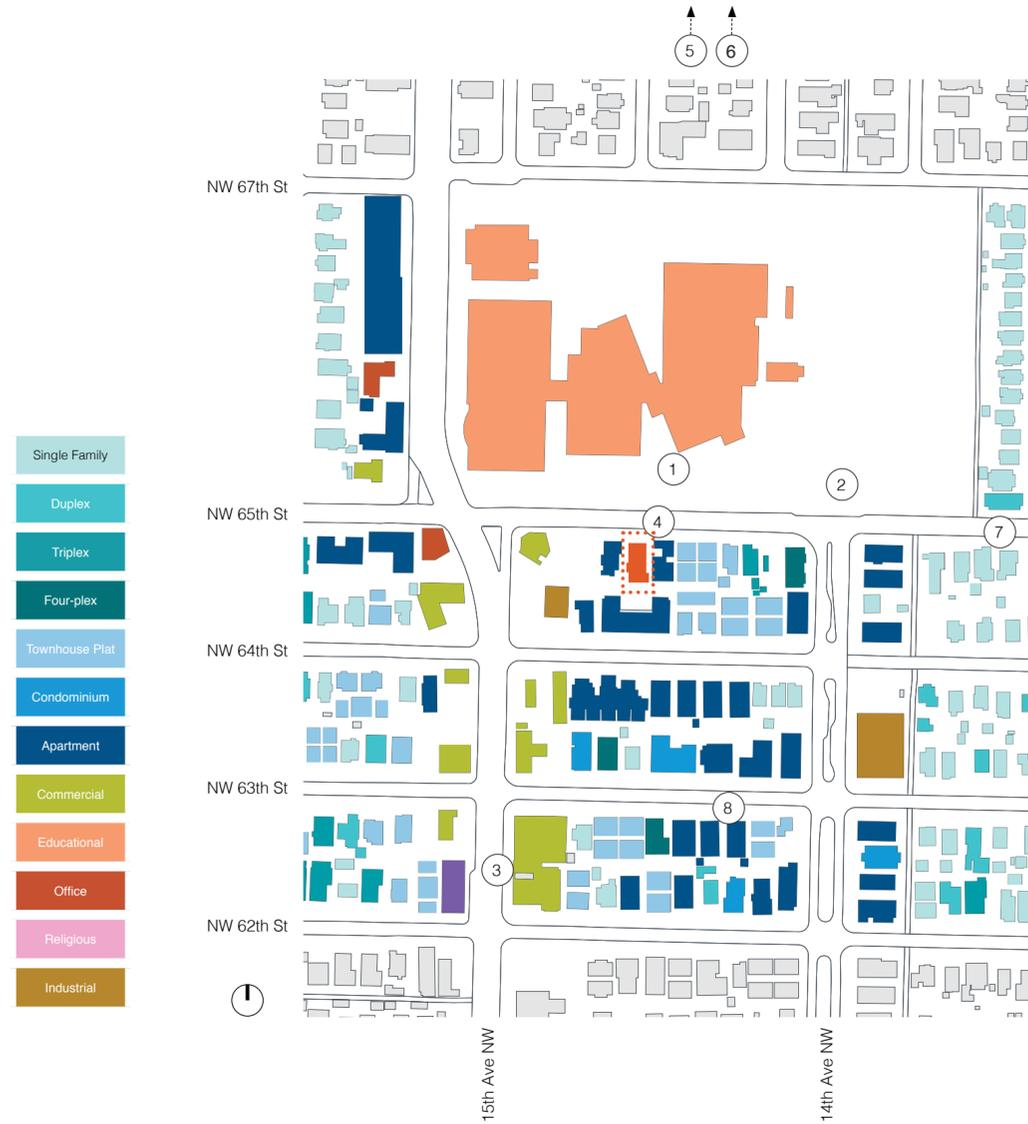 5
6
NW 67th St
1
2
Single Family
Duplex
NW 65th St
4
7
Triplex
Four-plex
Townhouse Plat
NW 64th St
Condominium
Apartment
Commercial
NW 63th St
8
Educational
3
Office
Religious
NW 62th St
Industrial
15th Ave NW
14th Ave NW